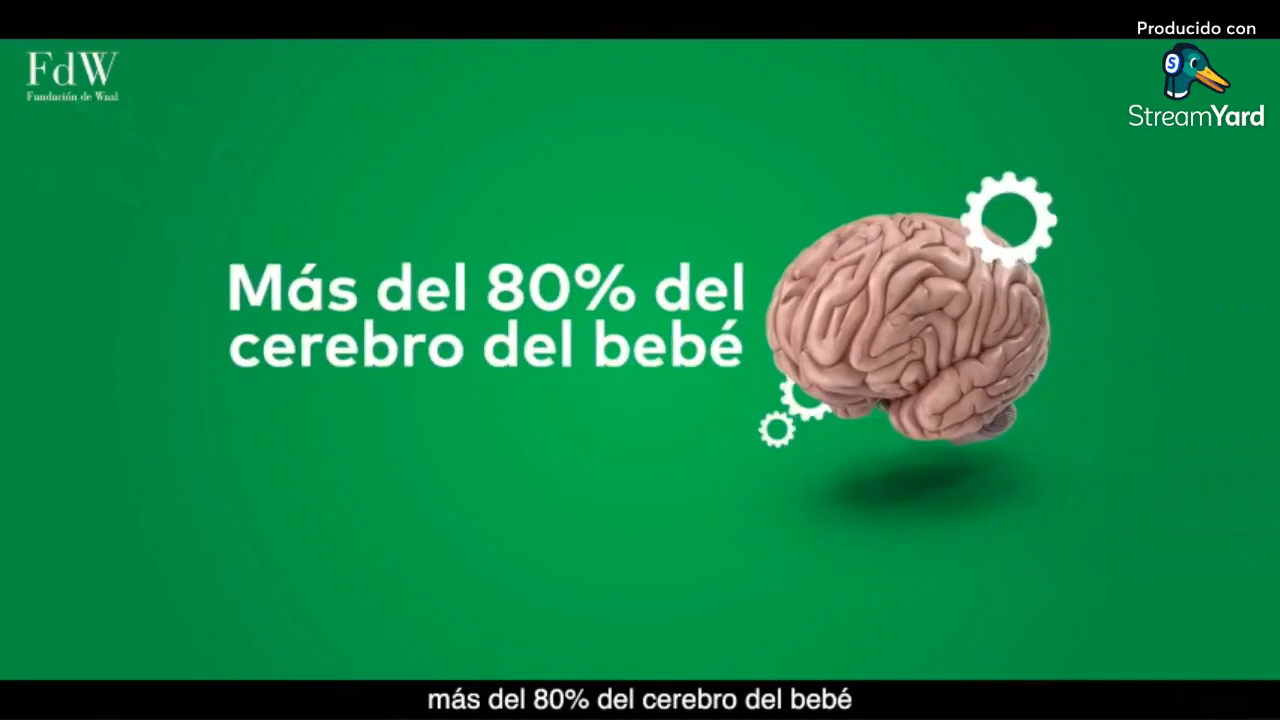 Producido con
FdW
Fundación de Waal
StreamYard
Más del 80% del
cerebro del bebé
más del 80% del cerebro del bebé